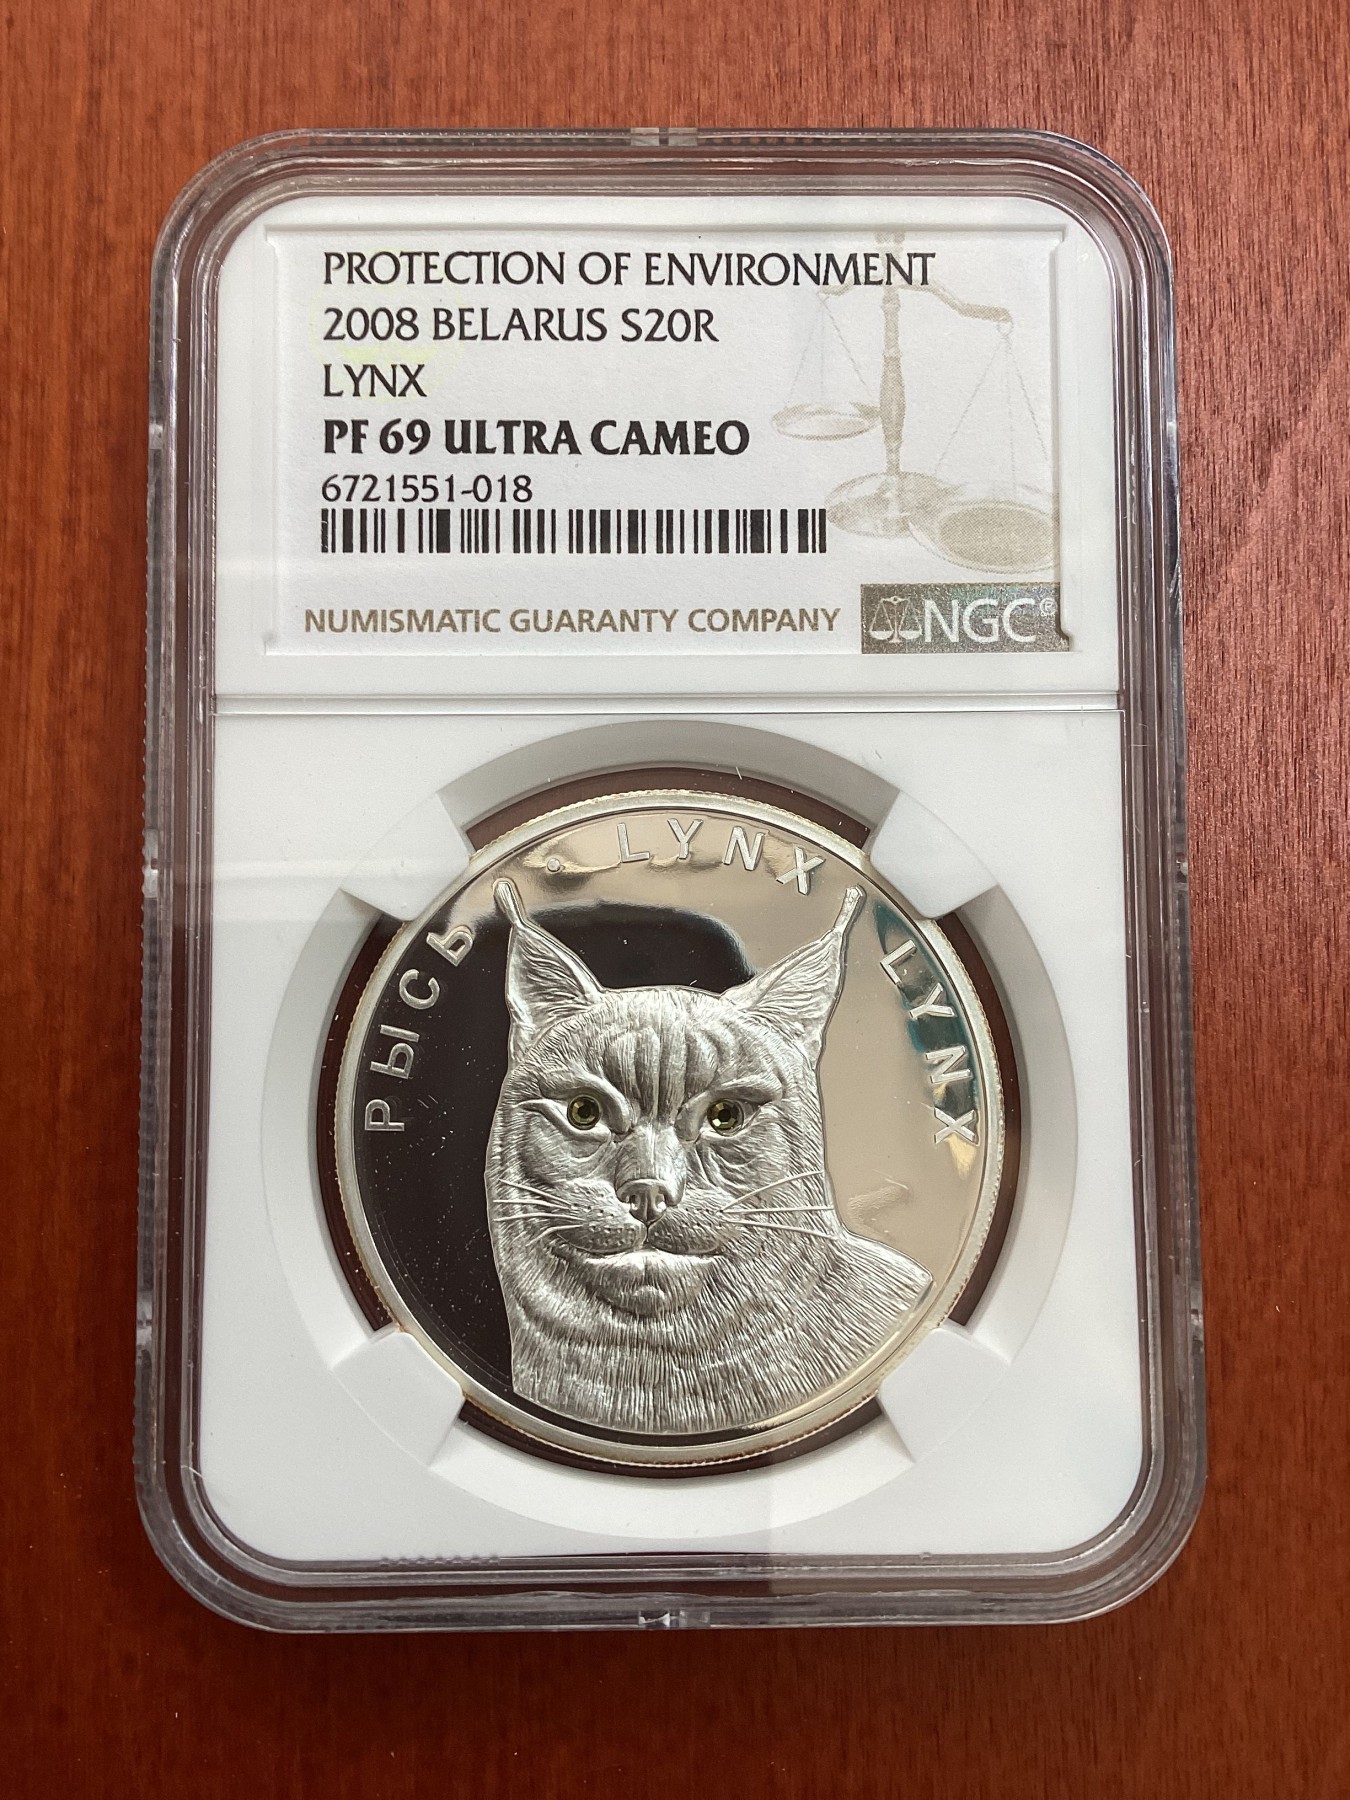 PROTECTION OF ENVIRONMENT
2008 BELARUS S20R
LYNX
PF 69 ULTRA CAMEO
6721551-018
NUMISMATIC GUARANTY COMPANY
NGC®
РЫСЬ · LYNX LYNX